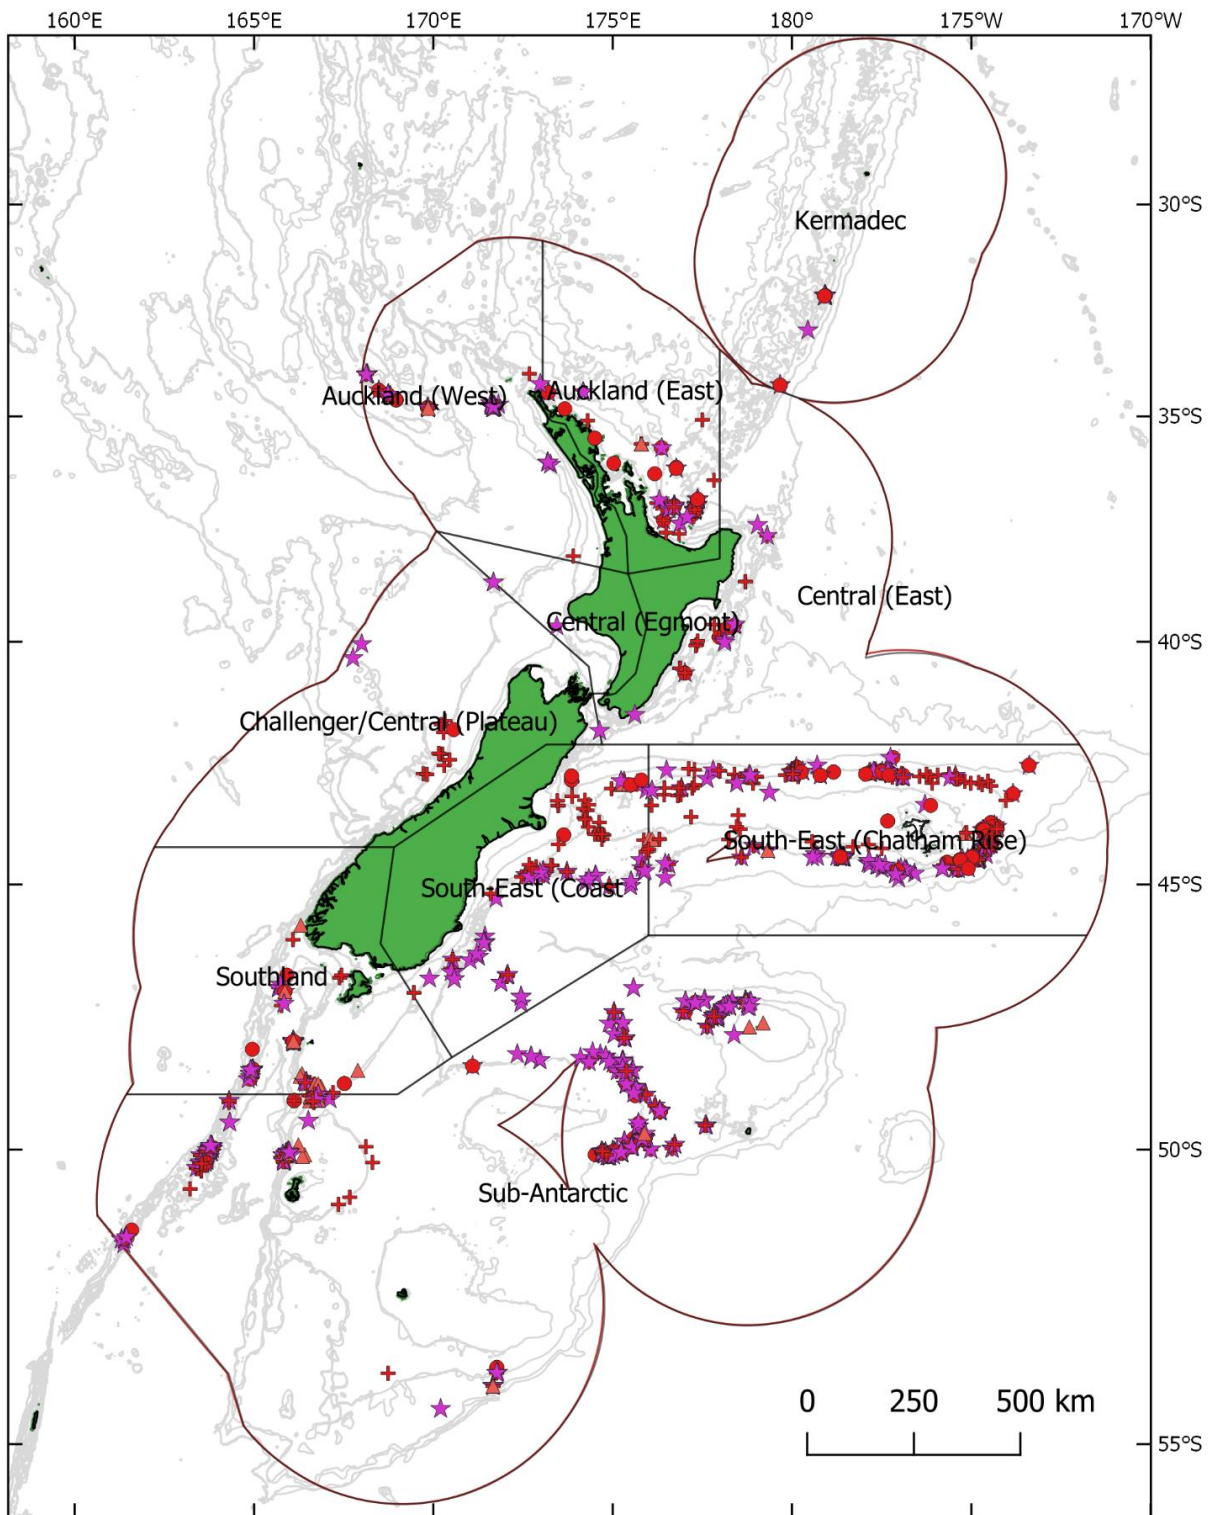 160°E 165°E 170°E 175°E 180° 175°W 170°W
30°S
Kermadec
Auckland (West) Auckland (East)
35°S
Central (East)
Central (Egmont)
40°S
Challenger/Central (Plateau)
South-East (Chatham Rise)
South-East (Coast
45°S
Southland
50°S
Sub-Antarctic
0 250 500 km
55°S